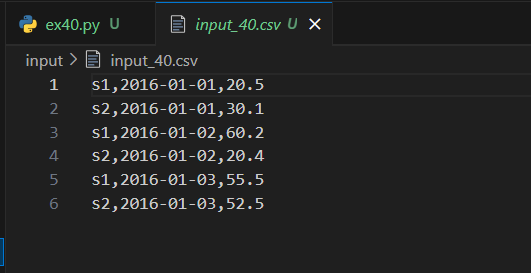 ex40.py U input_40.csv U ×
input > input_40.csv
1 s1,2016-01-01,20.5
2 s2,2016-01-01,30.1
3 s1,2016-01-02,60.2
4 s2,2016-01-02,20.4
5 s1,2016-01-03,55.5
6 s2,2016-01-03,52.5